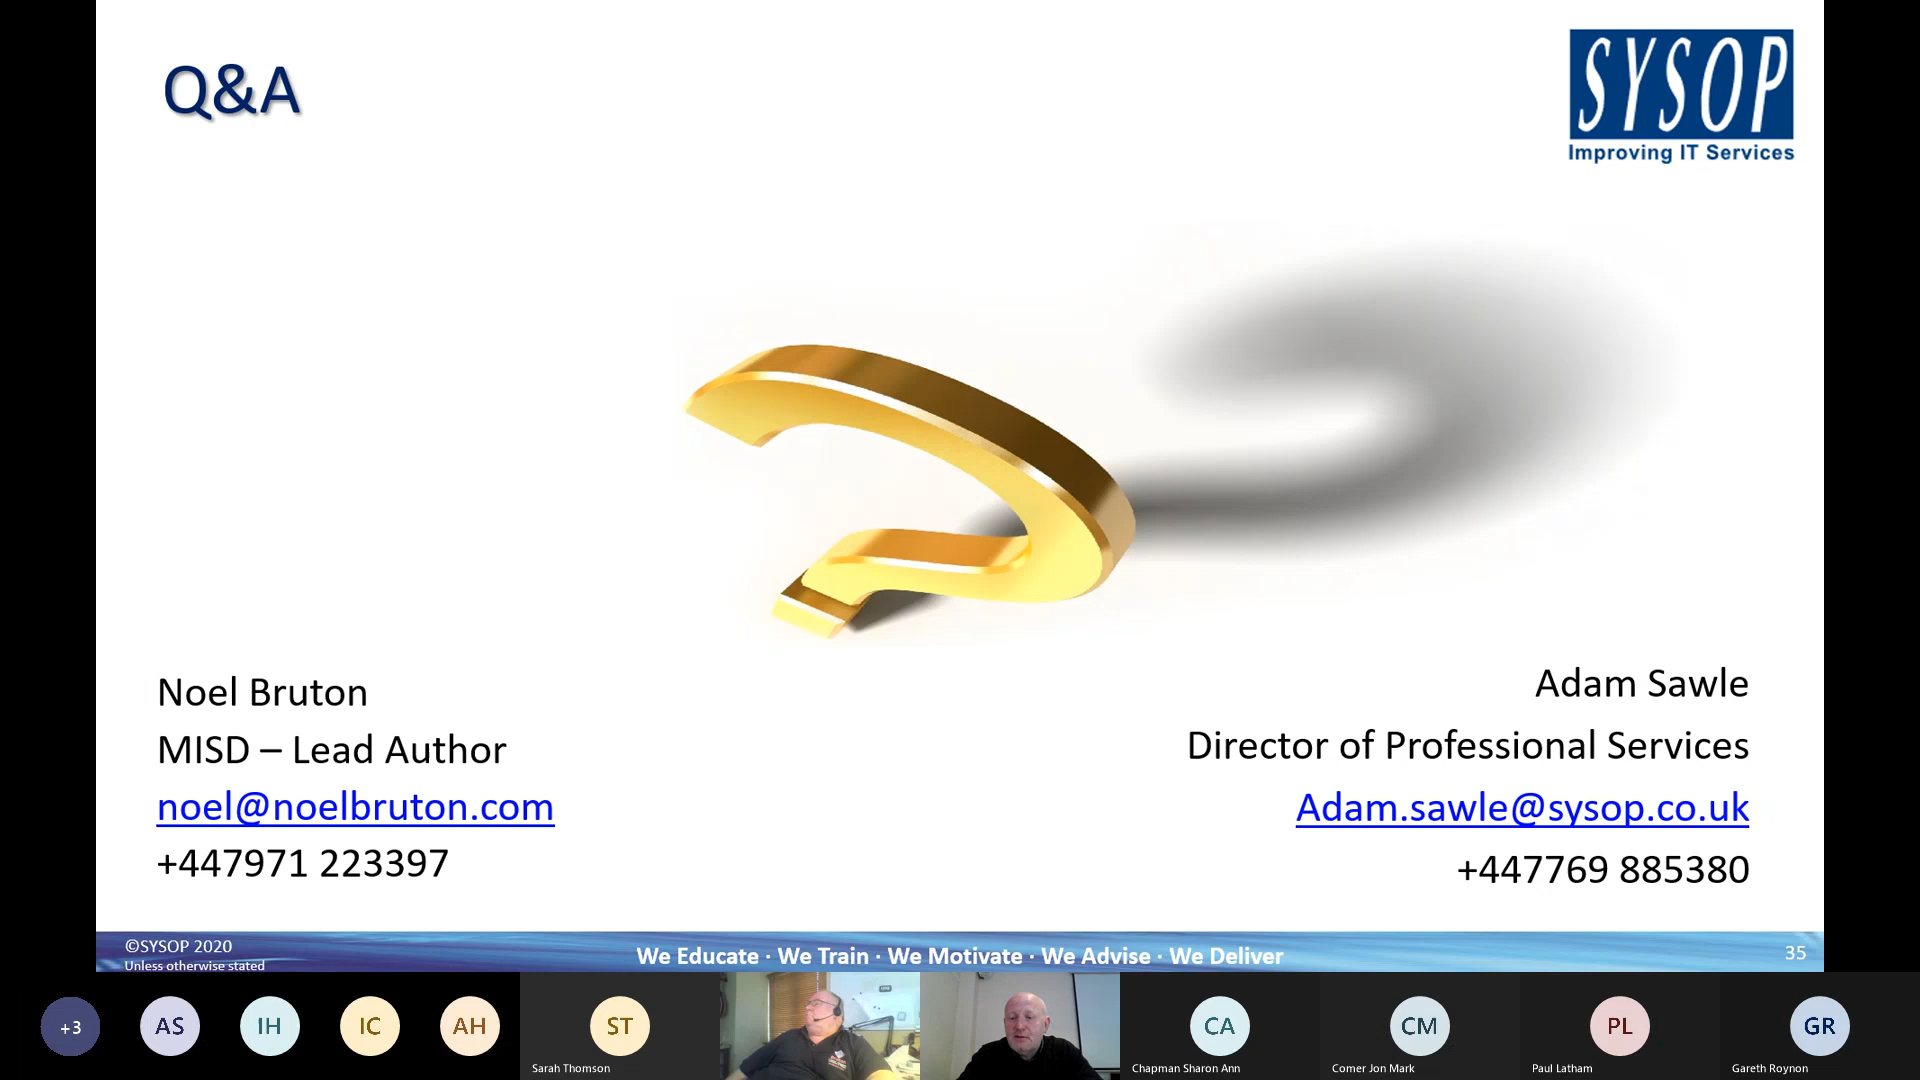 Q&A
SYSOP
Improving IT Services
Noel Bruton
MISD – Lead Author
noel@noelbruton.com
+447971 223397
Adam Sawle
Director of Professional Services
Adam.sawle@sysop.co.uk
+447769 885380
©SYSOP 2020
Unless otherwise stated
We Educate · We Train · We Motivate · We Advise · We Deliver
35
+3
AS
IH
IC
AH
ST
Sarah Thomson
CA
Chapman Sharon Ann
CM
Comer Jon Mark
PL
Paul Latham
GR
Gareth Roynon